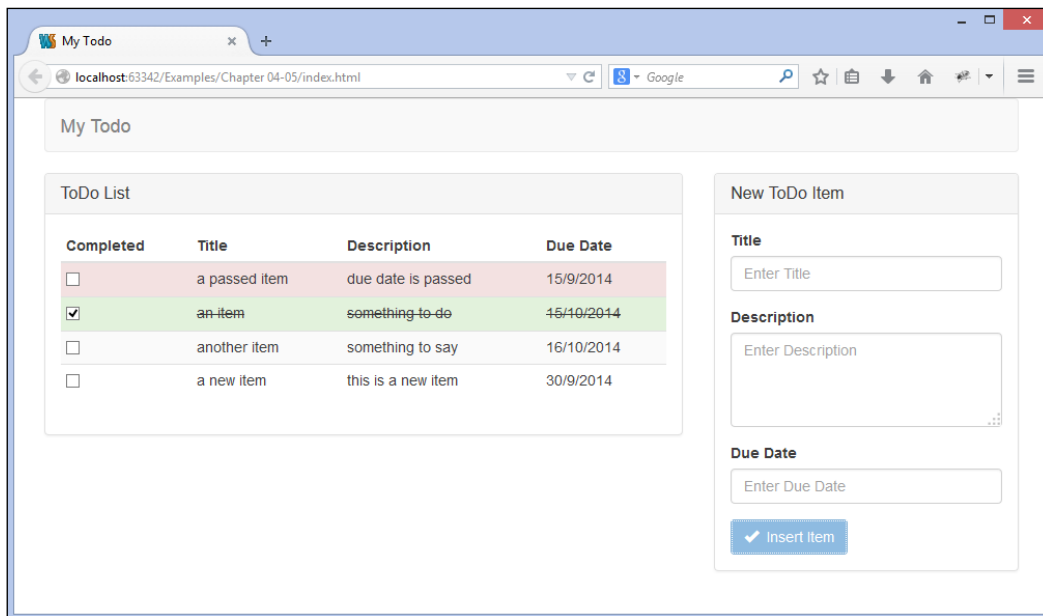 My Todo
localhost:63342/Examples/Chapter 04-05/index.html
Google
My Todo
ToDo List
Completed Title Description Due Date
a passed item due date is passed 15/9/2014
an item something to do 15/10/2014
another item something to say 16/10/2014
a new item this is a new item 30/9/2014
New ToDo Item
Title
Enter Title
Description
Enter Description
Due Date
Enter Due Date
Insert Item